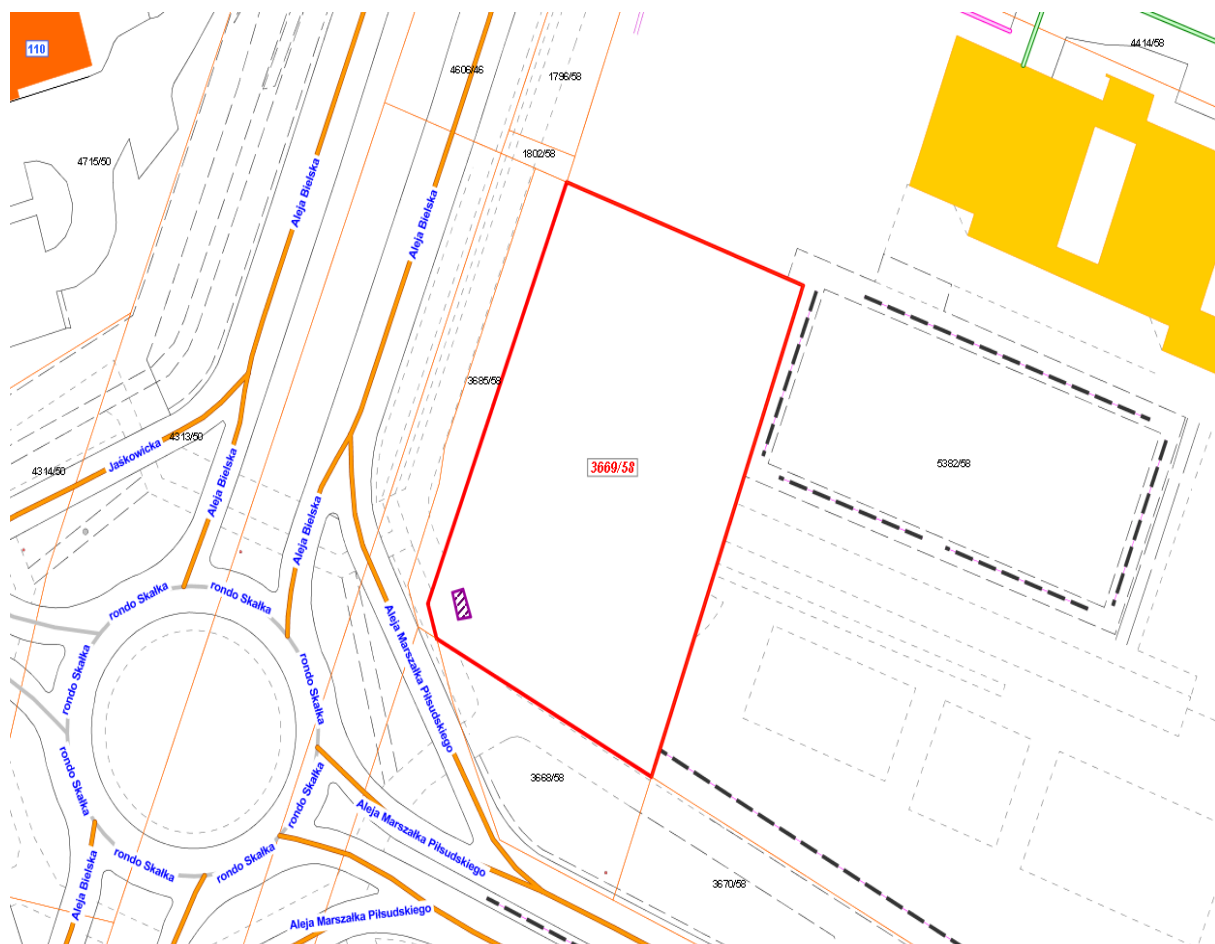 110
4414/58
4606/46
1796/58
1802/58
4715/50
Aleja Bielska
Aleja Bielska
3685/58
4313/50
Jaśkowicka
4314/50
3669/58
5382/58
Aleja Bielska
Aleja Bielska
rondo Skałka
rondo Skałka
rondo Skałka
rondo Skałka
Aleja Marszałka Piłsudskiego
rondo Skałka
rondo Skałka
3668/58
Aleja Marszałka Piłsudskiego
rondo Skałka
rondo Skałka
Aleja Bielska
3670/58
Aleja Marszałka Piłsudskiego